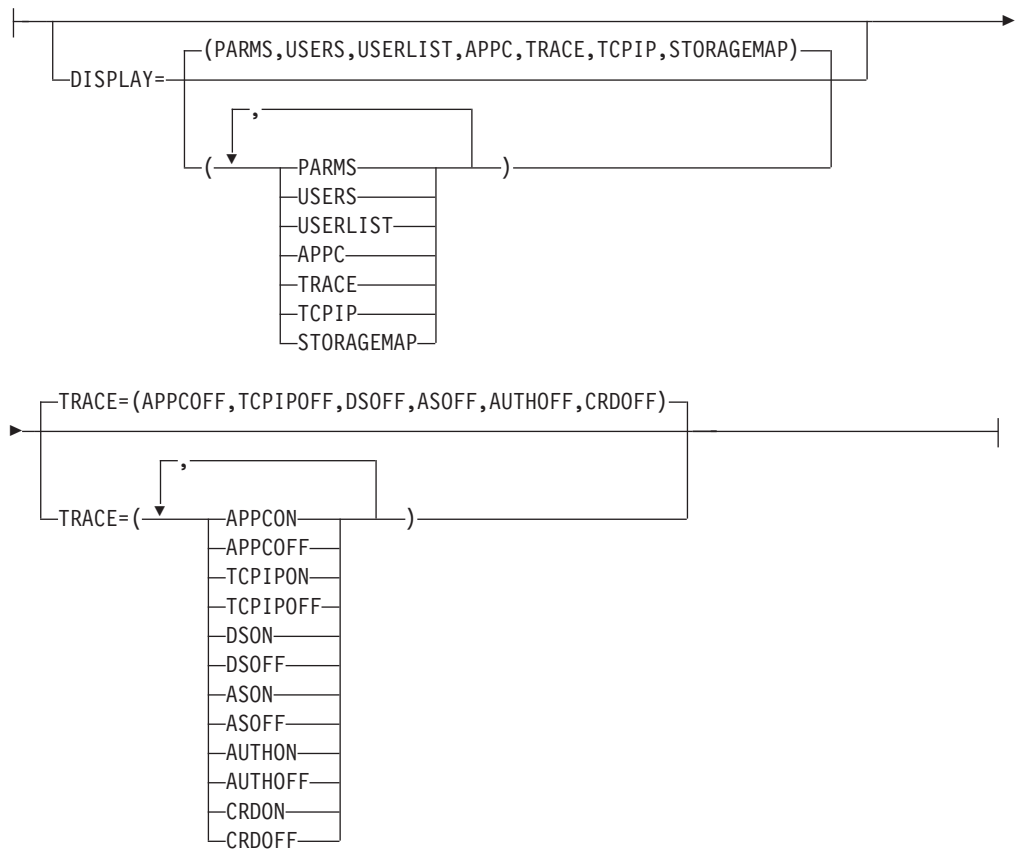 (PARMS,USERS,USERLIST,APPC,TRACE,TCPIP,STORAGEMAP)
DISPLAY=
,
( PARMS )
USERS
USERLIST
APPC
TRACE
TCPIP
STORAGEMAP
TRACE=(APPCOFF,TCPIPOFF,DSOFF,ASOFF,AUTHOFF,CRDOFF)
,
TRACE=( APPCON )
APPCOFF
TCPIPON
TCPIPOFF
DSON
DSOFF
ASON
ASOFF
AUTHON
AUTHOFF
CRDON
CRDOFF